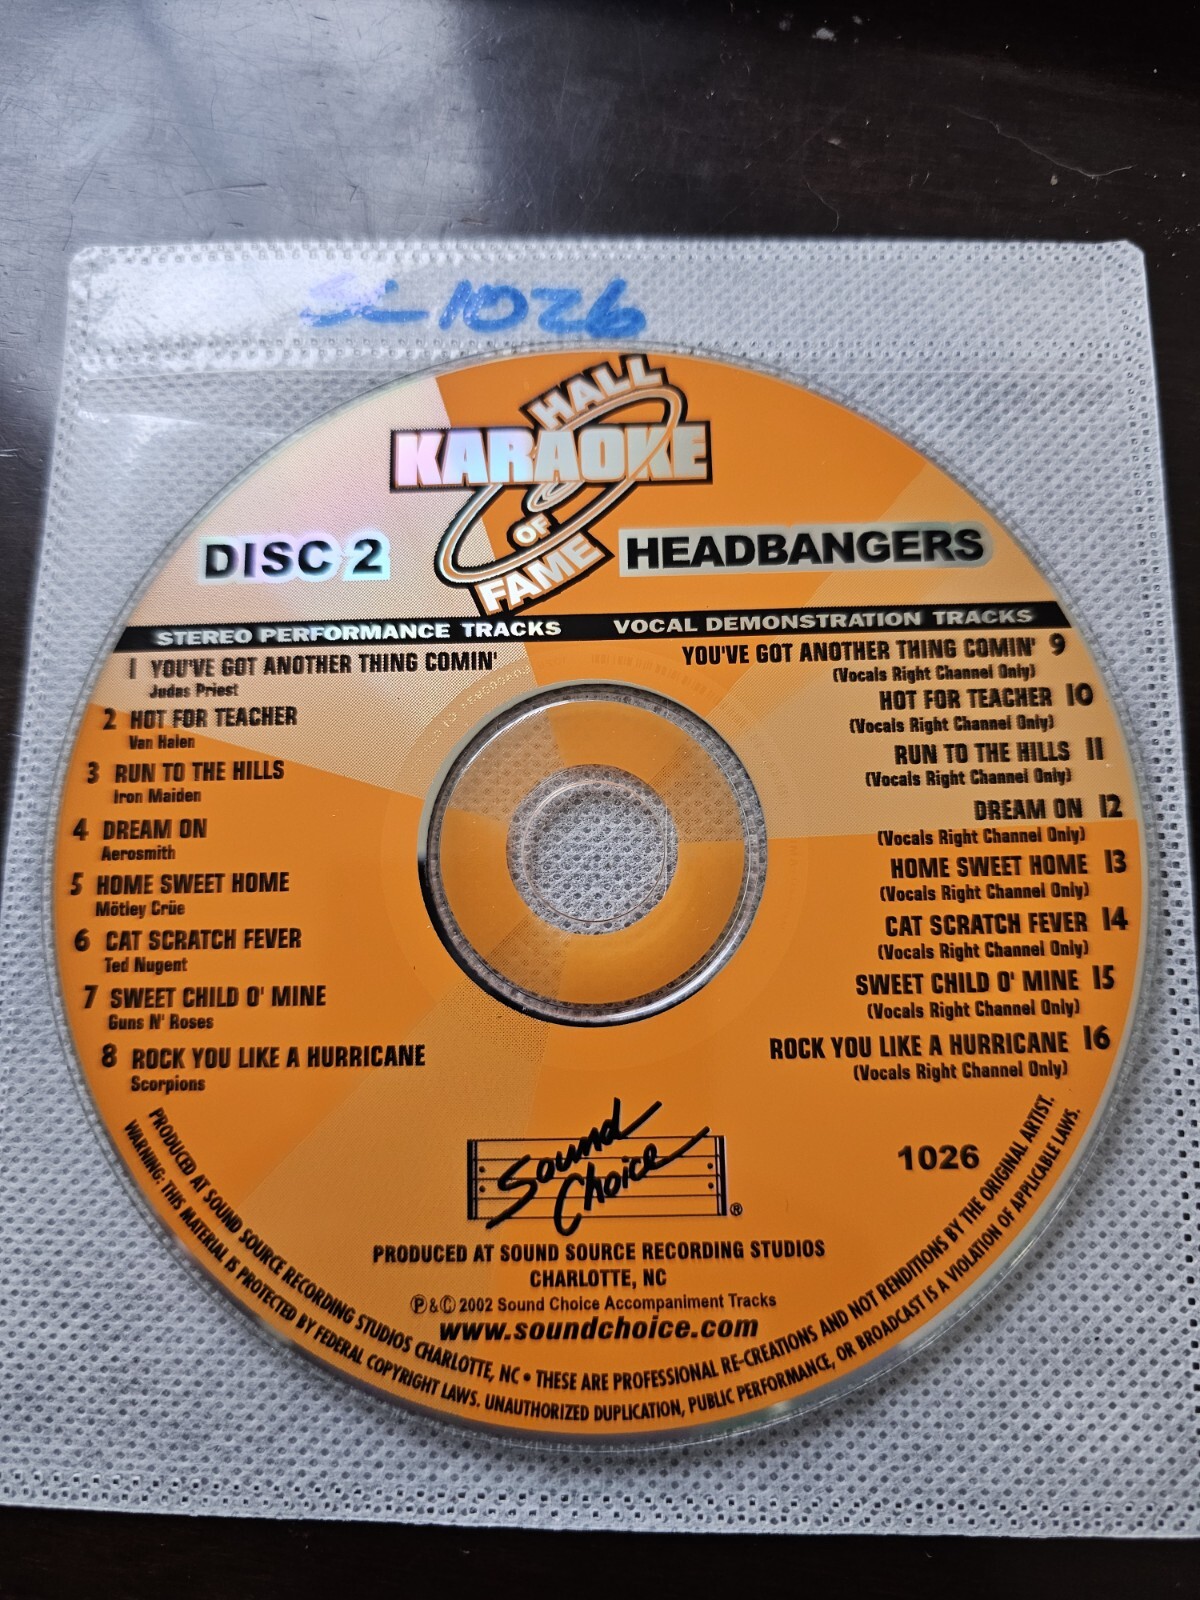 1026
HALL
KARAOKE
OF
FAME
DISC 2
HEADBANGERS
STEREO PERFORMANCE TRACKS
VOCAL DEMONSTRATION TRACKS
1 YOU'VE GOT ANOTHER THING COMIN'
Judas Priest
2 HOT FOR TEACHER
Van Halen
3 RUN TO THE HILLS
Iron Maiden
4 DREAM ON
Aerosmith
5 HOME SWEET HOME
Mötley Crüe
6 CAT SCRATCH FEVER
Ted Nugent
7 SWEET CHILD O' MINE
Guns N' Roses
8 ROCK YOU LIKE A HURRICANE
Scorpions
YOU'VE GOT ANOTHER THING COMIN' 9
(Vocals Right Channel Only)
HOT FOR TEACHER 10
(Vocals Right Channel Only)
RUN TO THE HILLS 11
(Vocals Right Channel Only)
DREAM ON 12
(Vocals Right Channel Only)
HOME SWEET HOME 13
(Vocals Right Channel Only)
CAT SCRATCH FEVER 14
(Vocals Right Channel Only)
SWEET CHILD O' MINE 15
(Vocals Right Channel Only)
ROCK YOU LIKE A HURRICANE 16
(Vocals Right Channel Only)
Sound
Choice ®
1026
PRODUCED AT SOUND SOURCE RECORDING STUDIOS
CHARLOTTE, NC
℗ & © 2002 Sound Choice Accompaniment Tracks
www.soundchoice.com
PRODUCED AT SOUND SOURCE RECORDING STUDIOS CHARLOTTE, NC • THESE ARE PROFESSIONAL RE-CREATIONS AND NOT RENDITIONS BY THE ORIGINAL ARTIST.
WARNING: THIS MATERIAL IS PROTECTED BY FEDERAL COPYRIGHT LAWS. UNAUTHORIZED DUPLICATION, PUBLIC PERFORMANCE, OR BROADCAST IS A VIOLATION OF APPLICABLE LAWS.